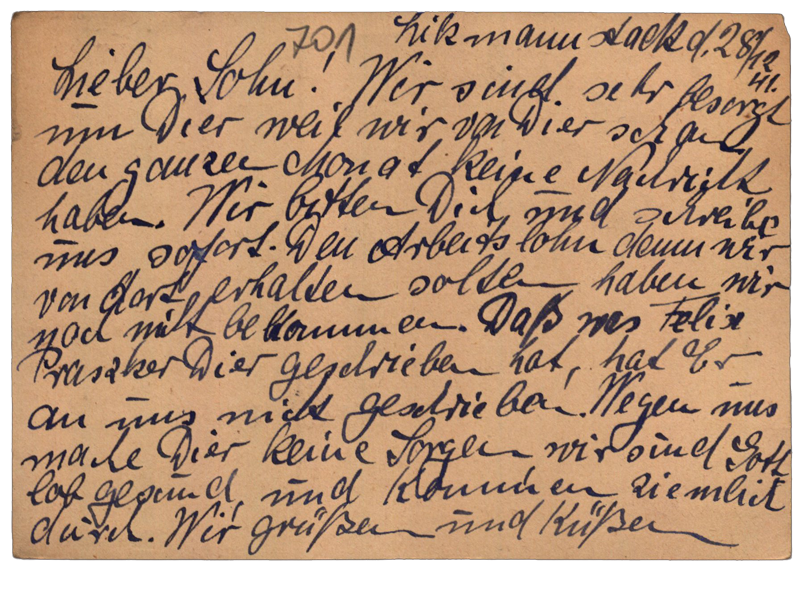 701
Likmannstadt d. 28/12 41.
Lieber Sohn! Wir sind sehr besorgt
um Dier weil wir von Dier schon
den ganzen Monat keine Nachricht
haben. Wir bitten Dich und schreibe
uns sofort. Den Arbeitslohn denn wir
von dort erhalten solten haben wir
noch nicht bekommen. Daß was Felix
Praszker Dier geschrieben hat, hat Er
an uns nicht geschrieben. Wegen uns
mache Dier keine Sorgen wir sind Gott
lob gesund, und kommen ziemlich
durch. Wir grüßen und Küßen